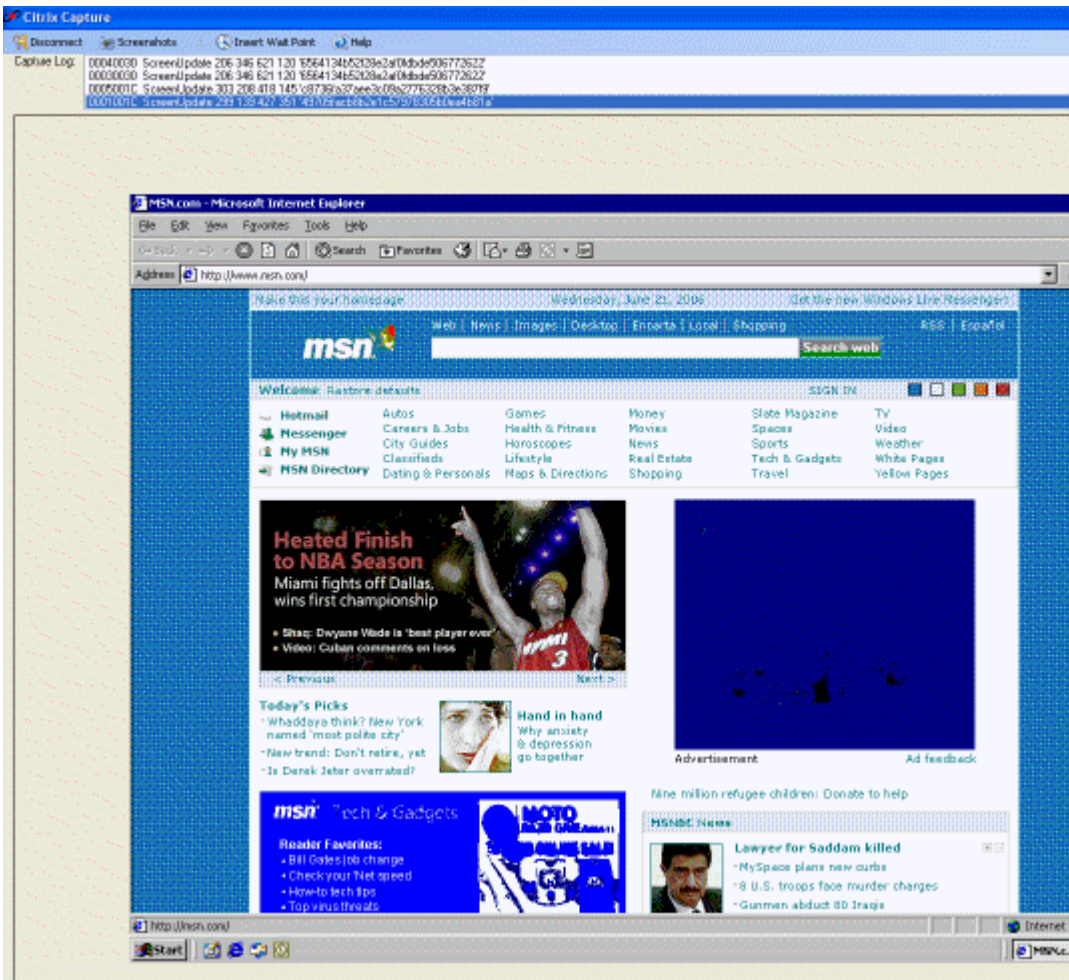 Citrix Capture
Disconnect Screenshots Insert Wait Point Help
Capture Log:
00040030 ScreenUpdate 206 346 621 120
00030030 ScreenUpdate 206 346 621 120
0005001C ScreenUpdate 303 208 418 145
0001001C ScreenUpdate 299 139 427 351
MSN.com - Microsoft Internet Explorer
File Edit View Favorites Tools Help
Back Search Favorites
Address http://www.msn.com/
Make this your homepage Wednesday, June 21, 2006 Get the new Windows Live Messenger!
Web | News | Images | Desktop | Encarta | Local | Shopping RSS | Español
msn Search web
Welcome Restore defaults SIGN IN
Hotmail Autos Games Money Slate Magazine TV
Messenger Careers & Jobs Health & Fitness Movies Spaces Video
My MSN City Guides Horoscopes News Sports Weather
MSN Directory Classifieds Lifestyle Real Estate Tech & Gadgets White Pages
Dating & Personals Maps & Directions Shopping Travel Yellow Pages
Heated Finish
to NBA Season
Miami fights off Dallas,
wins first championship
• Shaq: Dwyane Wade is 'best player ever'
• Video: Cuban comments on loss
MIAMI
3
< Previous Next >
Today's Picks
Whaddaya think? New York
named 'most polite city'
New trend: Don't retire, yet
Is Derek Jeter overrated?
Hand in hand
Why anxiety
& depression
go together
Advertisement Ad feedback
Nine million refugee children: Donate to help
msn Tech & Gadgets
Reader Favorites:
• Bill Gates job change
• Check your 'Net speed
• How-to tech tips
• Top virus threats
MOTO
MSNBC News
Lawyer for Saddam killed
MySpace plans new curbs
8 U.S. troops face murder charges
Gunmen abduct 80 Iraqis
http://msn.com/ Internet
Start MSN.c...